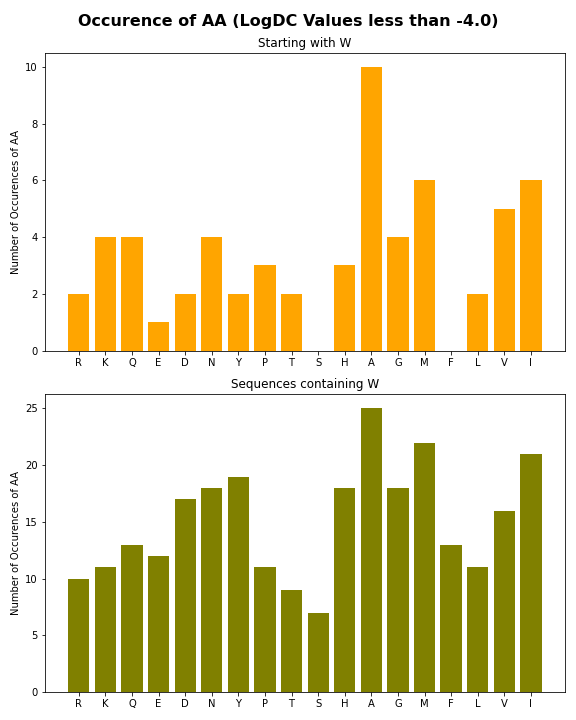 Occurence of AA (LogDC Values less than -4.0)
Starting with W
Number of Occurences of AA
10
8
6
4
2
0
R K Q E D N Y P T S H A G M F L V I
Sequences containing W
Number of Occurences of AA
25
20
15
10
5
0
R K Q E D N Y P T S H A G M F L V I